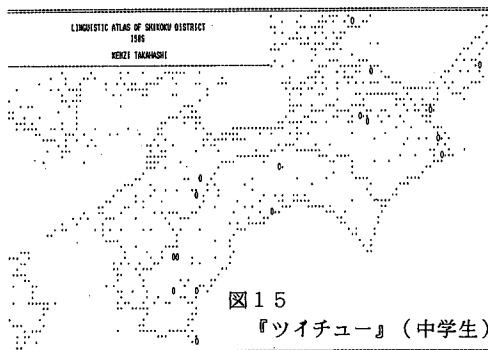 LINGUISTIC ATLAS OF SHIKOKU DISTRICT
1986
KENZI TAKAHASHI
図15
『ツイチュー』(中学生)